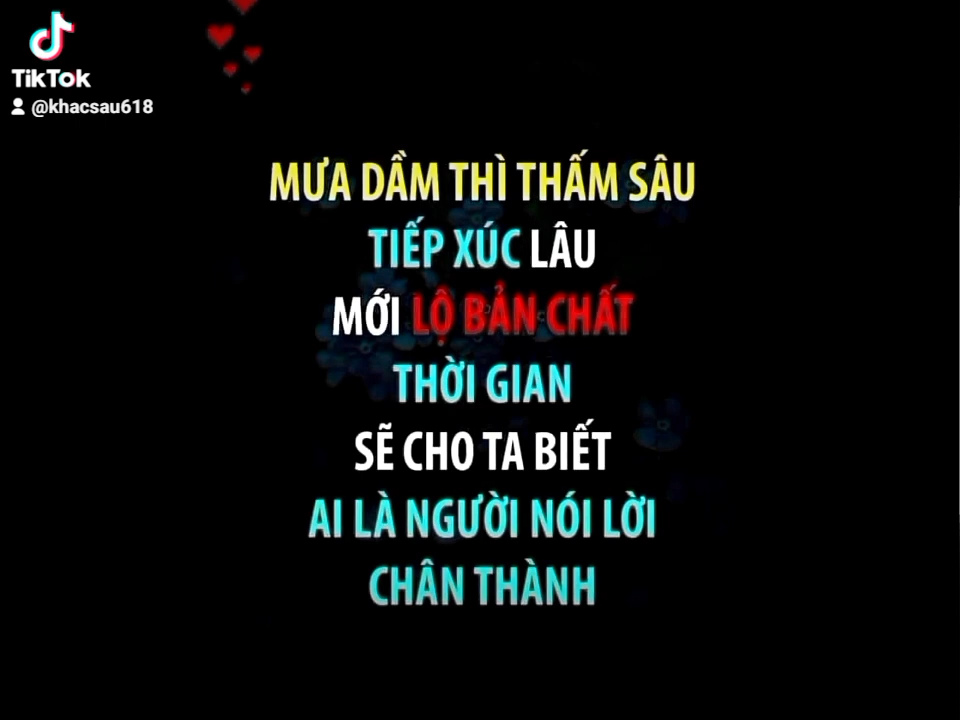 TikTok
@khacsau618
MƯA DẦM THÌ THẤM SÂU
TIẾP XÚC LÂU
MỚI LỘ BẢN CHẤT
THỜI GIAN
SẼ CHO TA BIẾT
AI LÀ NGƯỜI NÓI LỜI
CHÂN THÀNH